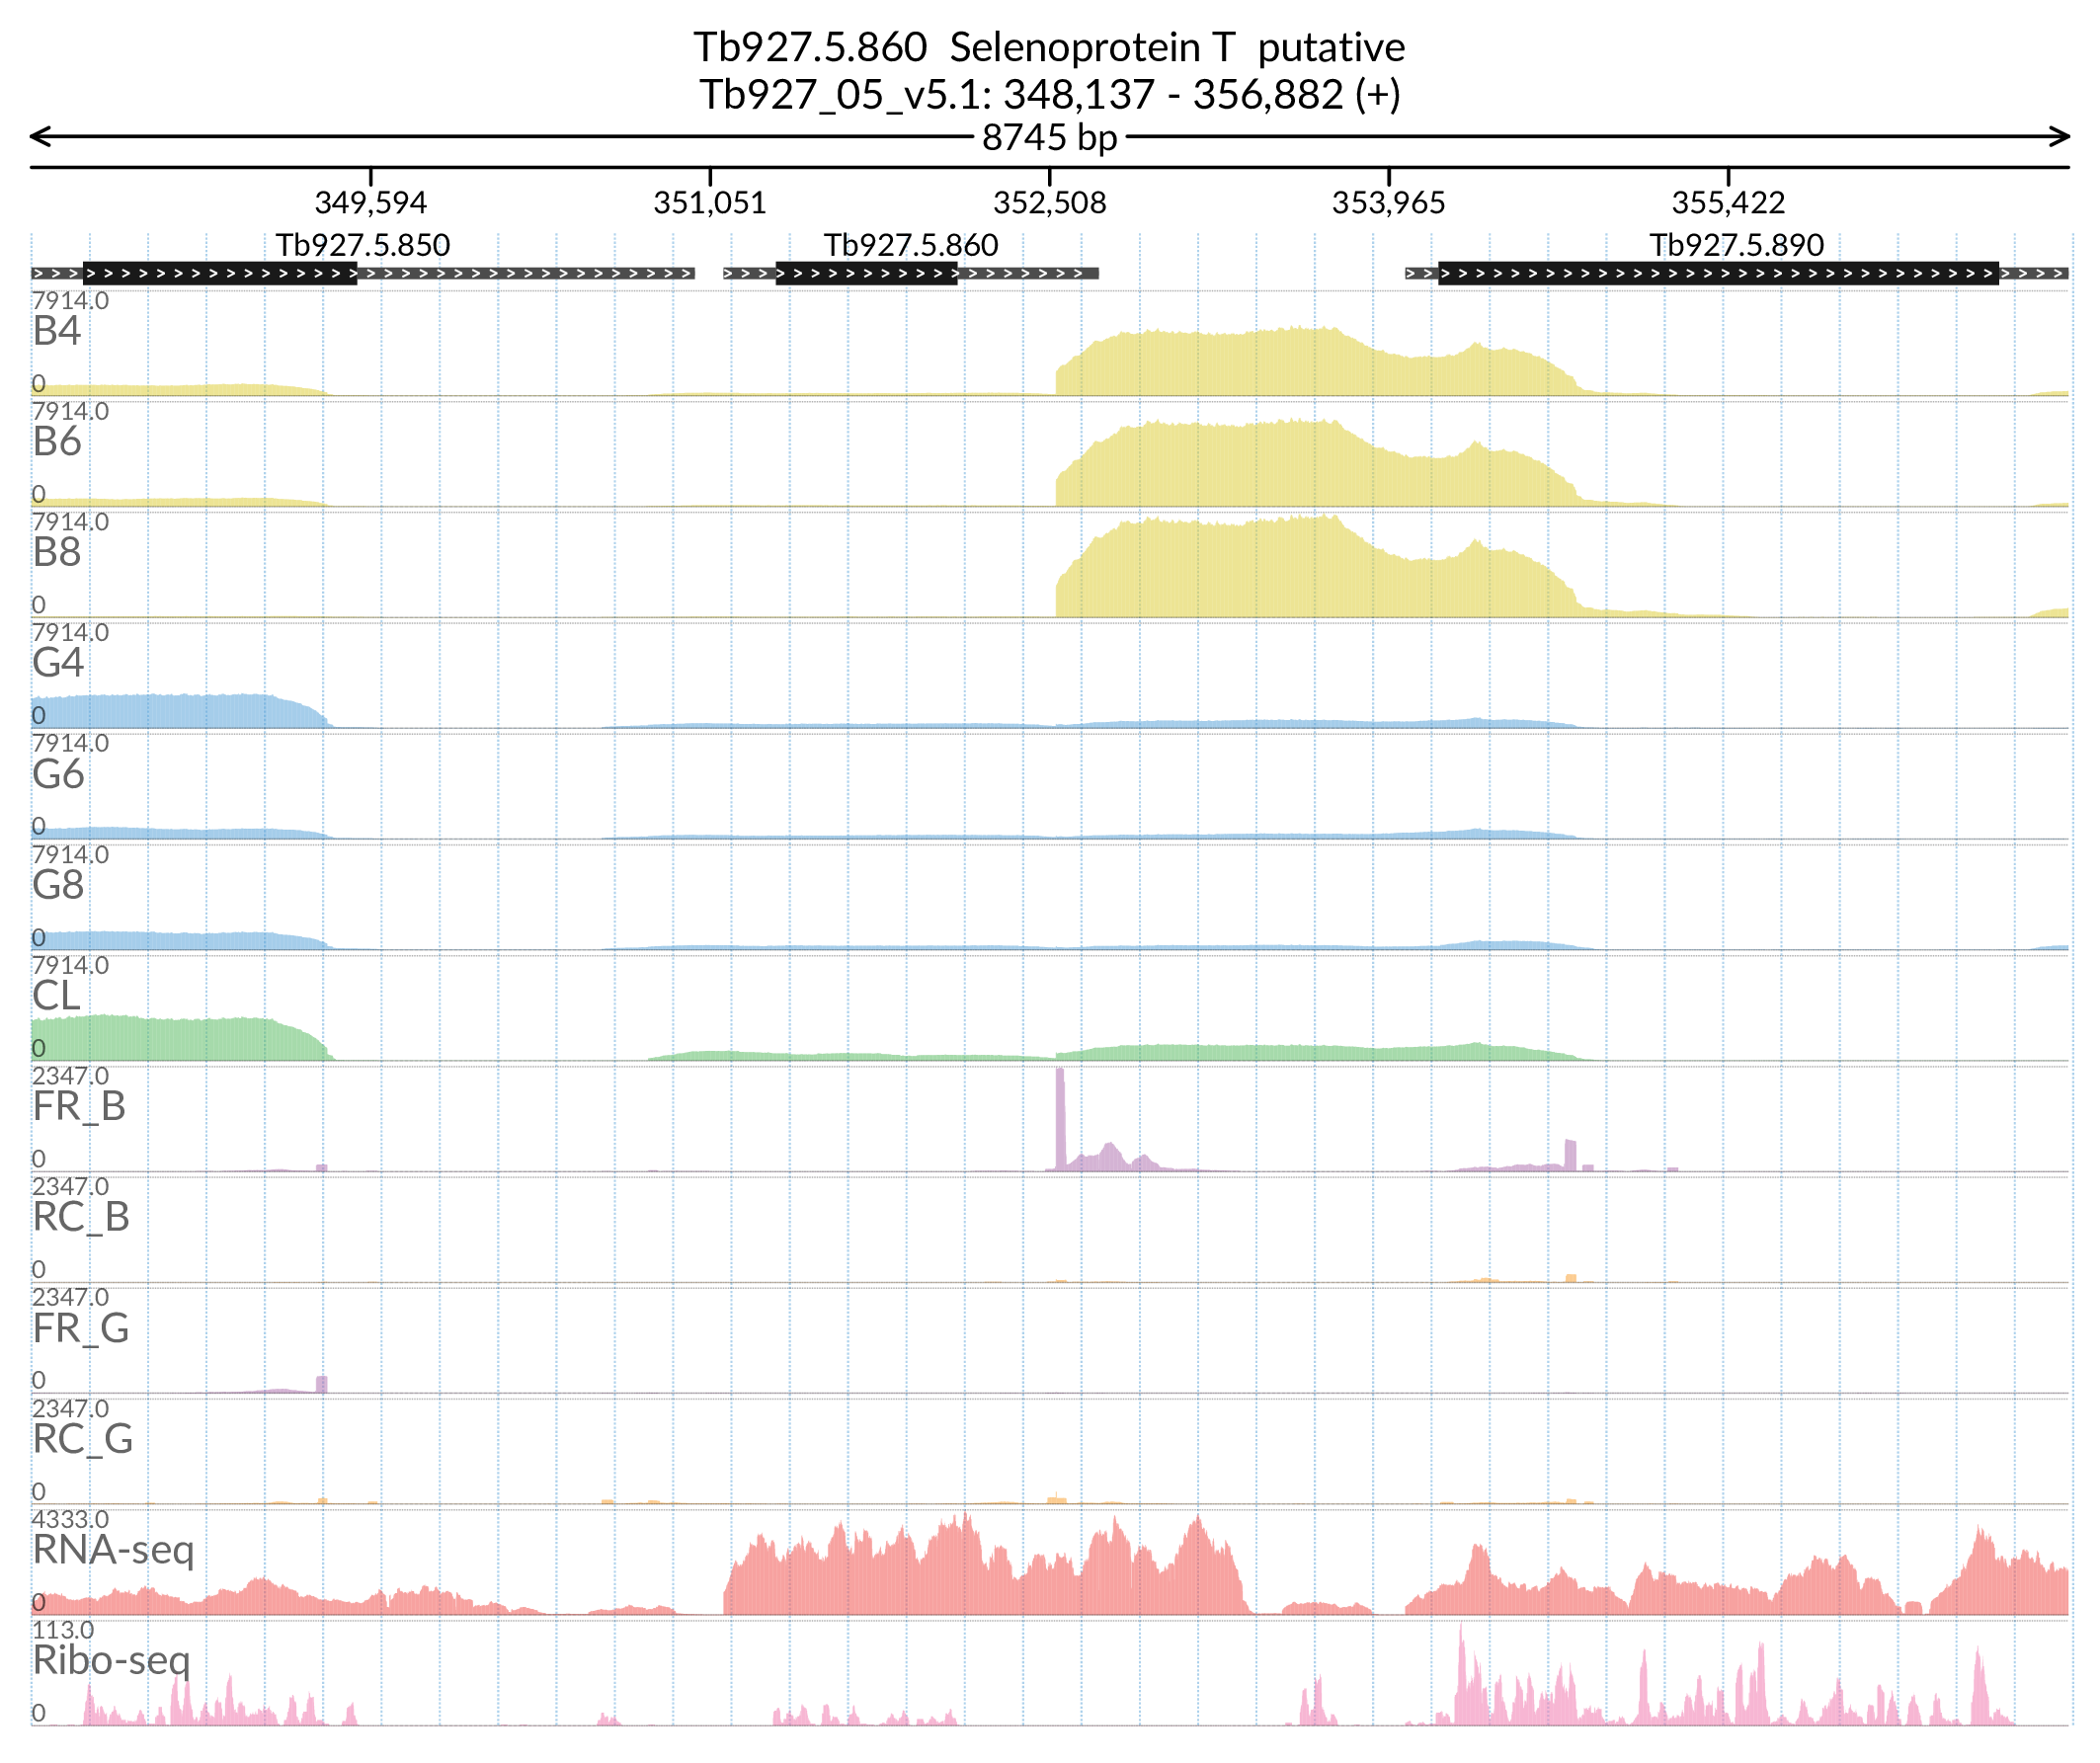 Tb927.5.860 Selenoprotein T putative
Tb927_05_v5.1: 348,137 - 356,882 (+)
8745 bp
349,594 351,051 352,508 353,965 355,422
Tb927.5.850 Tb927.5.860 Tb927.5.890
7914.0
B4
0
7914.0
B6
0
7914.0
B8
0
7914.0
G4
0
7914.0
G6
0
7914.0
G8
0
7914.0
CL
0
2347.0
FR_B
0
2347.0
RC_B
0
2347.0
FR_G
0
2347.0
RC_G
0
4333.0
RNA-seq
0
113.0
Ribo-seq
0